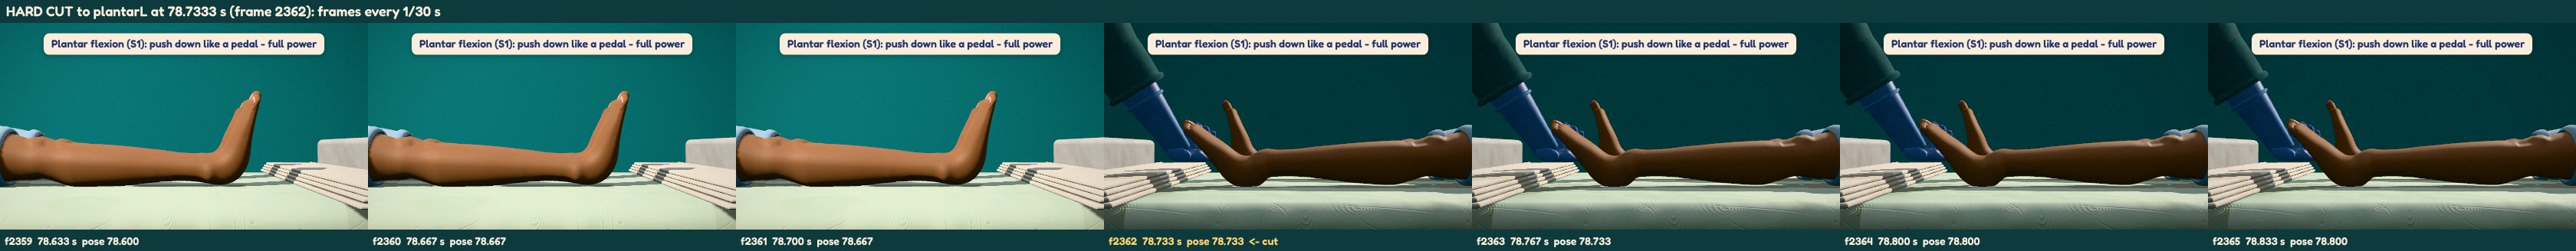 HARD CUT to plantarL at 78.7333 s (frame 2362): frames every 1/30 s
Plantar flexion (S1): push down like a pedal - full power
Plantar flexion (S1): push down like a pedal - full power
Plantar flexion (S1): push down like a pedal - full power
Plantar flexion (S1): push down like a pedal - full power
Plantar flexion (S1): push down like a pedal - full power
Plantar flexion (S1): push down like a pedal - full power
Plantar flexion (S1): push down like a pedal - full power
f2359 78.633 s pose 78.600
f2360 78.667 s pose 78.667
f2361 78.700 s pose 78.667
f2362 78.733 s pose 78.733 <- cut
f2363 78.767 s pose 78.733
f2364 78.800 s pose 78.800
f2365 78.833 s pose 78.800